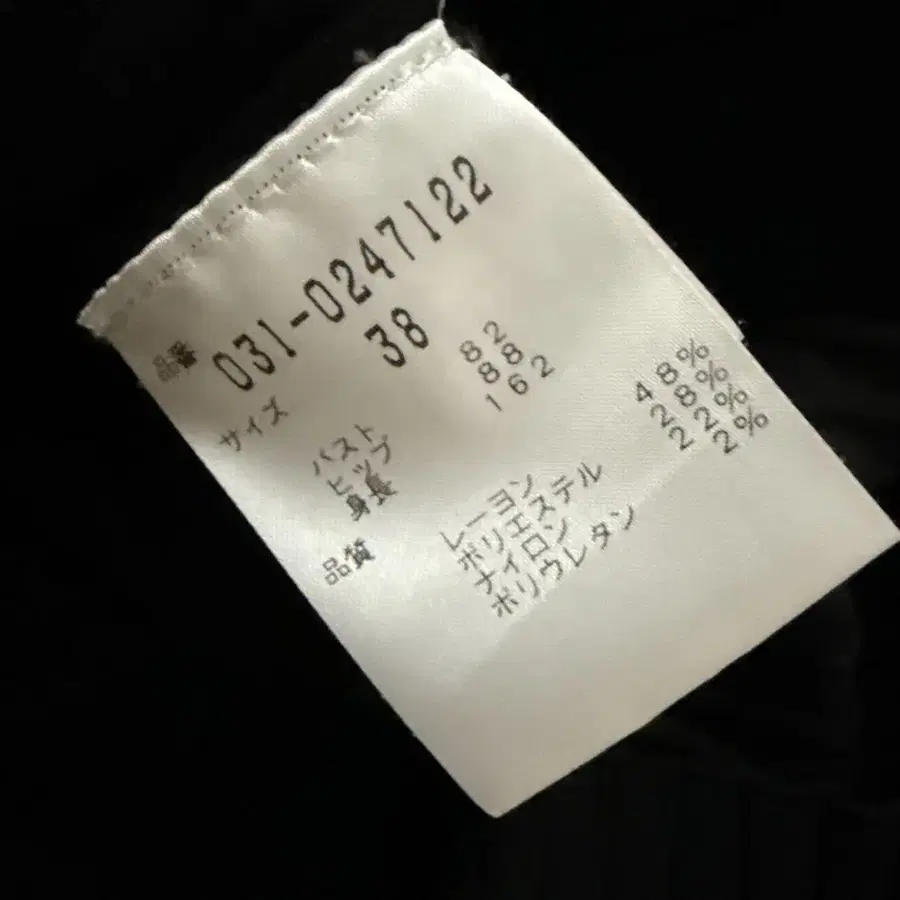 品番 031-0247122
サイズ 38
バスト 82
ヒップ 88
身長 162
品質 レーヨン 48%
ポリエステル 28%
ナイロン 22%
ポリウレタン 2%